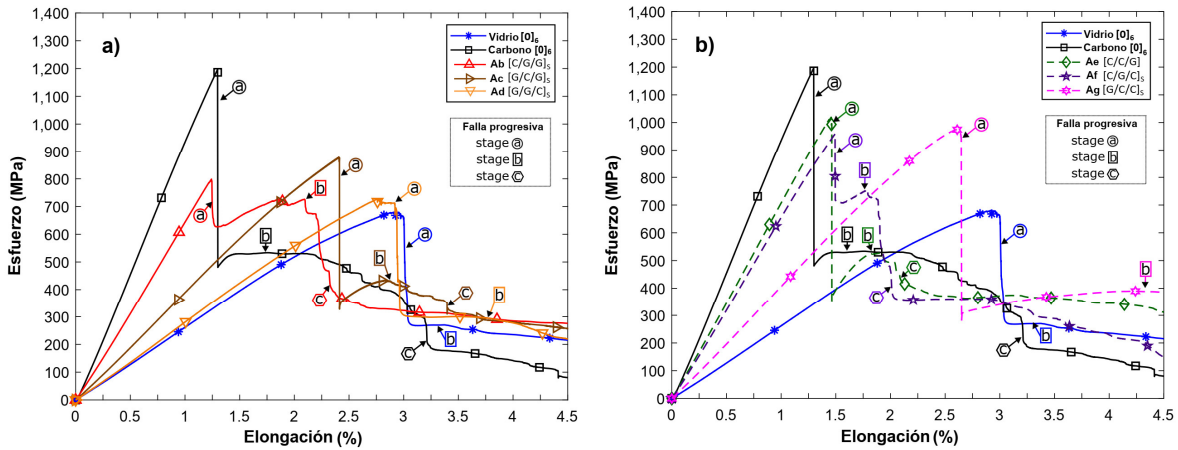 a)
Esfuerzo (MPa)
1,400
1,300
1,200
1,100
1,000
900
800
700
600
500
400
300
200
100
0
0
0.5
1
1.5
2
2.5
3
3.5
4
4.5
Elongación (%)
Vidrio [0]6
Carbono [0]6
Ab [C/G/G]S
Ac [G/C/G]S
Ad [G/G/C]S
Falla progresiva
stage a
stage b
stage c
a
a
a
a
a
b
b
b
b
b
c
c
c
b)
Esfuerzo (MPa)
1,400
1,300
1,200
1,100
1,000
900
800
700
600
500
400
300
200
100
0
0
0.5
1
1.5
2
2.5
3
3.5
4
4.5
Elongación (%)
Vidrio [0]6
Carbono [0]6
Ae [C/C/G]
Af [C/G/C]S
Ag [G/C/C]S
Falla progresiva
stage a
stage b
stage c
a
a
a
a
a
b
b
b
b
b
c
c
c